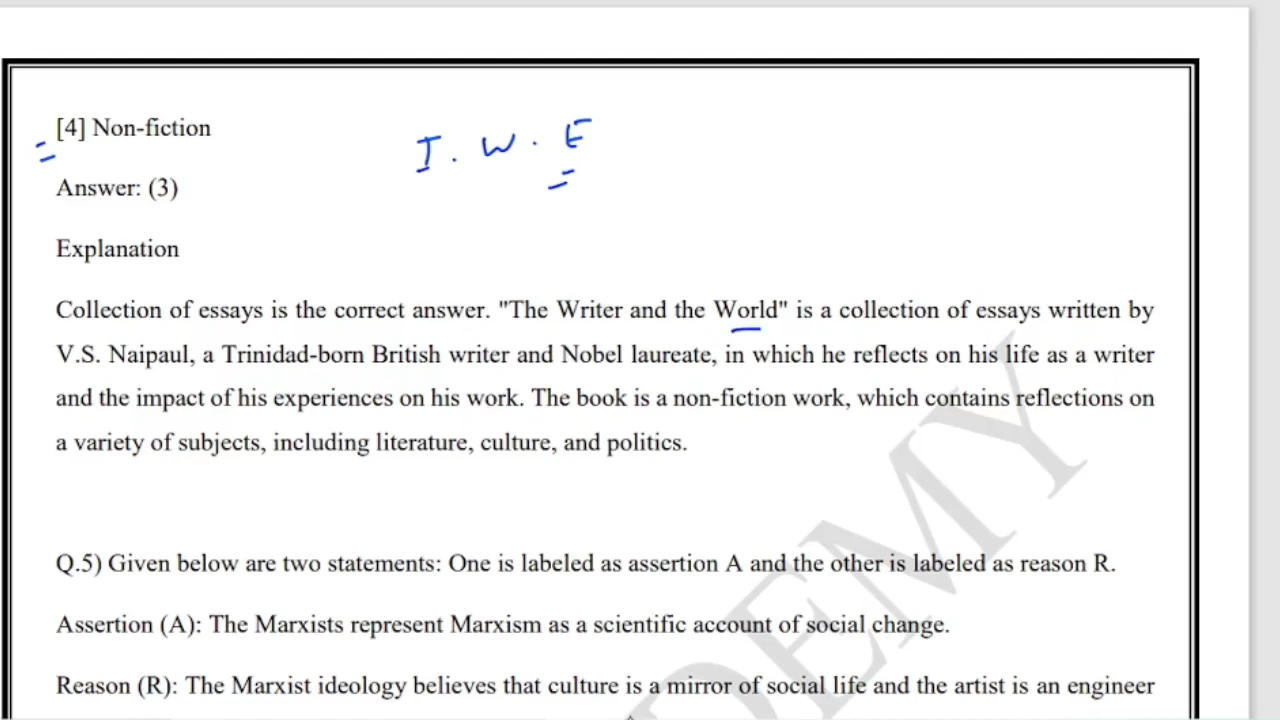 [4] Non-fiction
I. W. E
Answer: (3)
Explanation
Collection of essays is the correct answer. "The Writer and the World" is a collection of essays written by
V.S. Naipaul, a Trinidad-born British writer and Nobel laureate, in which he reflects on his life as a writer
and the impact of his experiences on his work. The book is a non-fiction work, which contains reflections on
a variety of subjects, including literature, culture, and politics.
Q.5) Given below are two statements: One is labeled as assertion A and the other is labeled as reason R.
Assertion (A): The Marxists represent Marxism as a scientific account of social change.
Reason (R): The Marxist ideology believes that culture is a mirror of social life and the artist is an engineer
DEMY